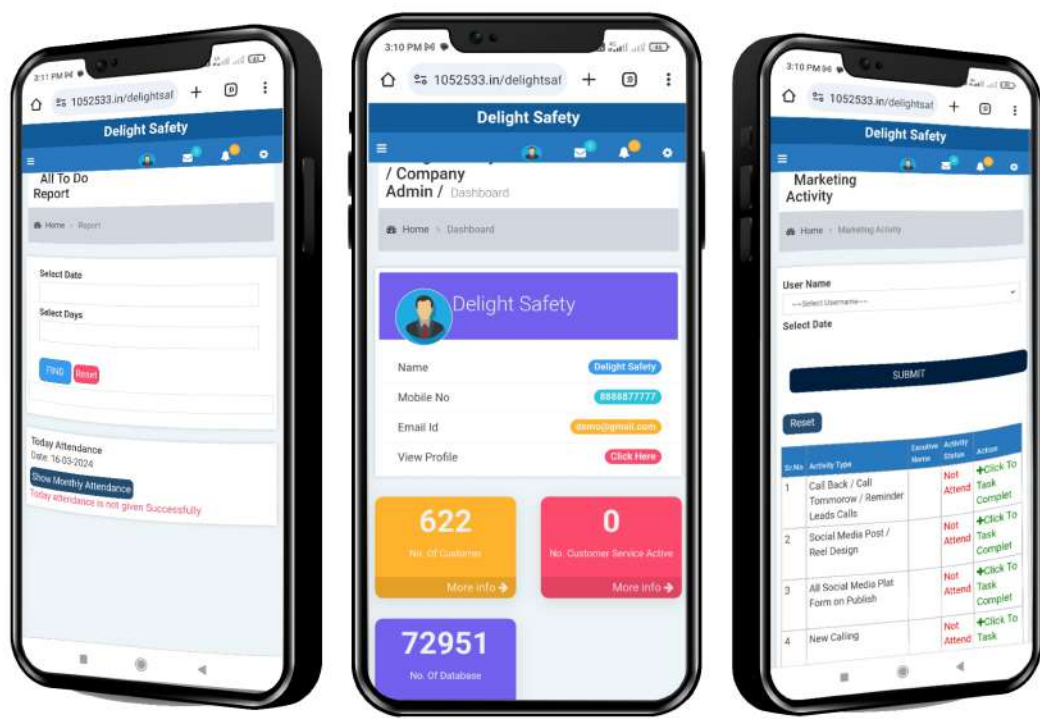 3:11 PM
1052533.in/delightsaf
Delight Safety
All To Do
Report
Home > Report
Select Date
Select Days
FIND Reset
Today Attendance
Date: 16-03-2024
Show Monthly Attendance
Today attendance is not given Successfully
3:10 PM
1052533.in/delightsaf
Delight Safety
/ Company
Admin / Dashboard
Home > Dashboard
Delight Safety
Name Delight Safety
Mobile No 8888877777
Email Id demo@gmail.com
View Profile Click Here
622
No. Of Customer
More info
0
No. Customer Service Active
More info
72951
No. Of Database
3:10 PM
1052533.in/delightsaf
Delight Safety
Marketing
Activity
Home > Marketing Activity
User Name
---Select Username---
Select Date
SUBMIT
Reset
Sr.No Activity Type Excutive Name Activity Status Action
1 Call Back / Call Tommorow / Reminder Leads Calls Not Attend +Click To Task Complet
2 Social Media Post / Reel Design Not Attend +Click To Task Complet
3 All Social Media Plat Form on Publish Not Attend +Click To Task Complet
4 New Calling Not Attend +Click To Task